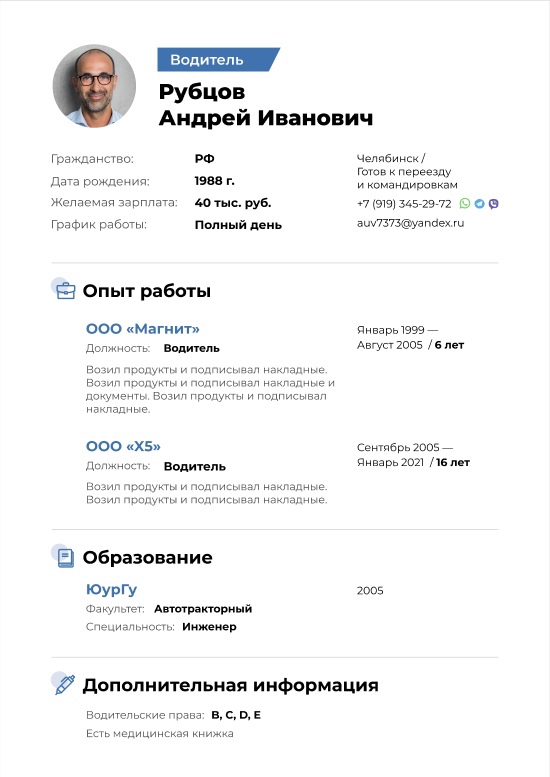 Водитель
Рубцов
Андрей Иванович
Гражданство: РФ
Дата рождения: 1988 г.
Желаемая зарплата: 40 тыс. руб.
График работы: Полный день
Челябинск /
Готов к переезду
и командировкам
+7 (919) 345-29-72
auv7373@yandex.ru
Опыт работы
ООО «Магнит»
Должность: Водитель
Январь 1999 —
Август 2005 / 6 лет
Возил продукты и подписывал накладные.
Возил продукты и подписывал накладные и
документы. Возил продукты и подписывал
накладные.
ООО «Х5»
Должность: Водитель
Сентябрь 2005 —
Январь 2021 / 16 лет
Возил продукты и подписывал накладные.
Возил продукты и подписывал накладные.
Образование
ЮурГу
2005
Факультет: Автотракторный
Специальность: Инженер
Дополнительная информация
Водительские права: B, C, D, E
Есть медицинская книжка